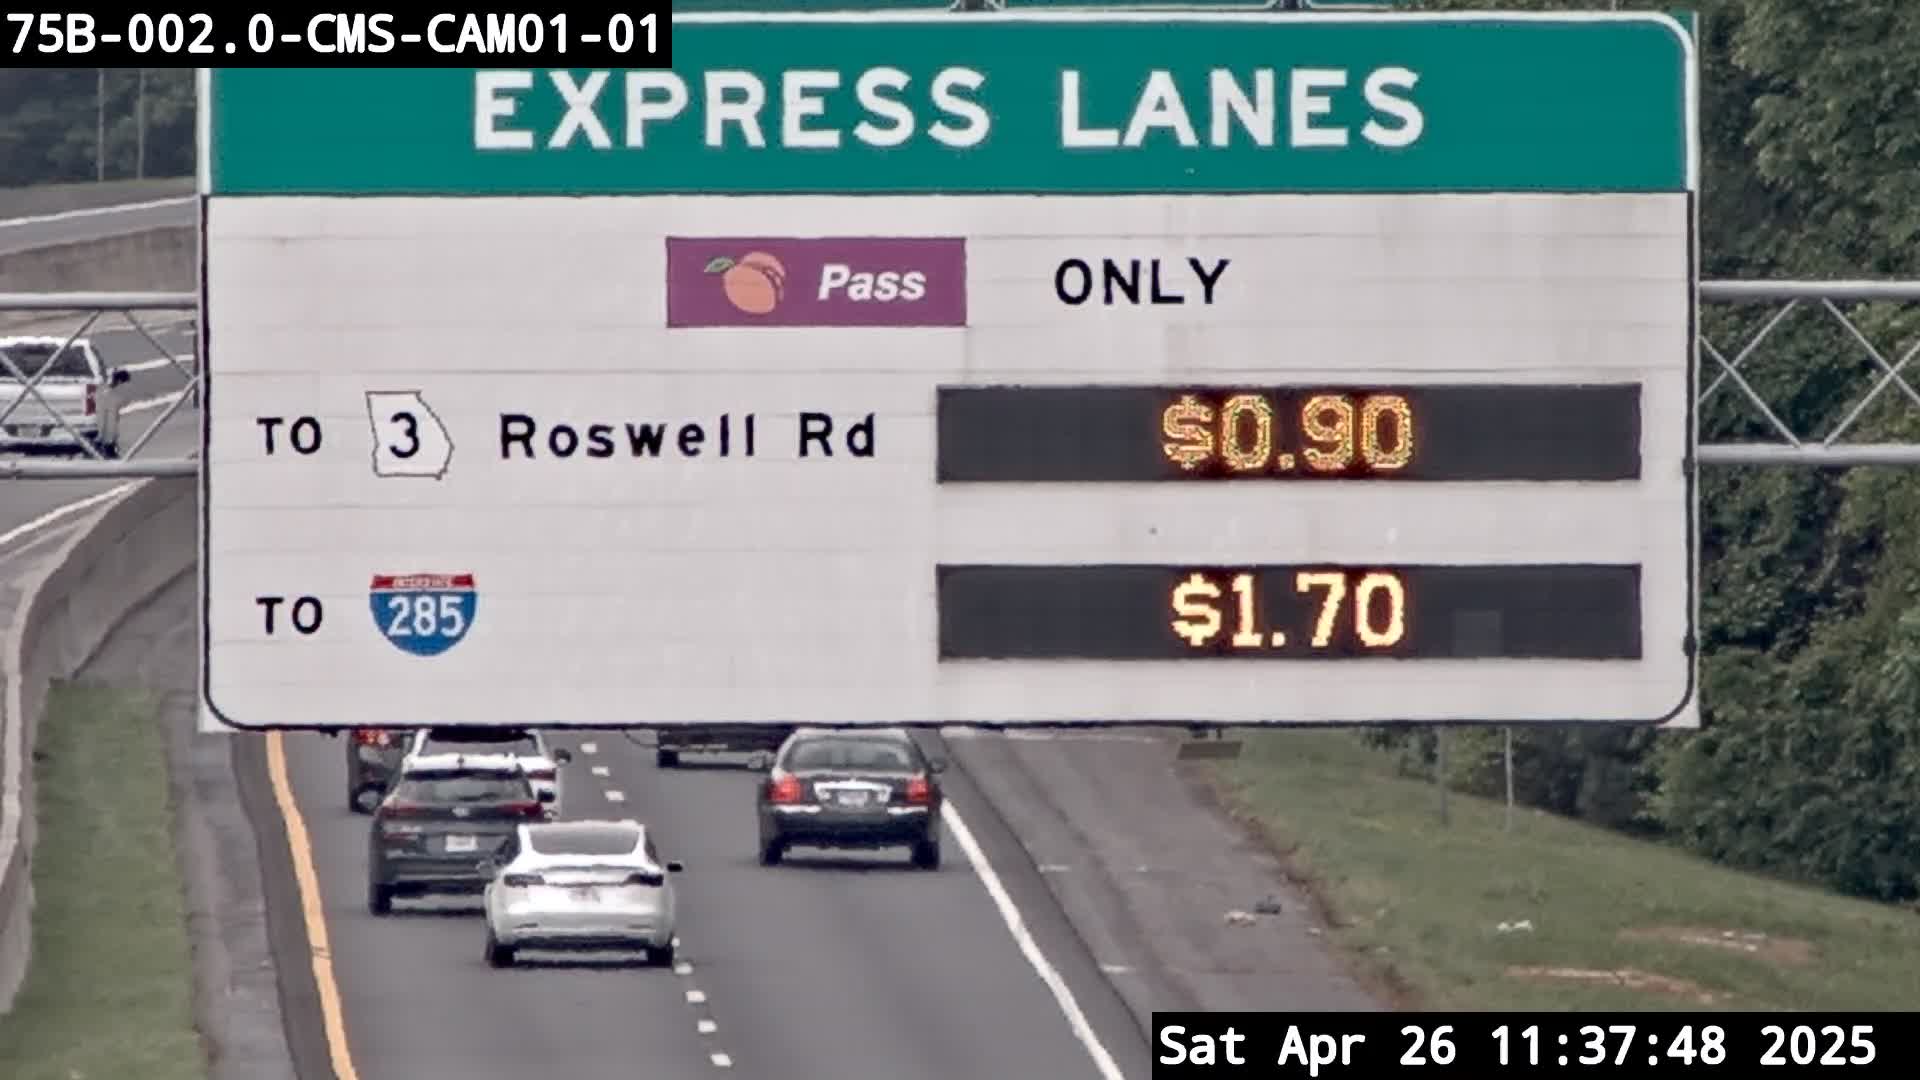 75B-002.0-CMS-CAM01-01
EXPRESS LANES
Pass ONLY
TO 3 Roswell Rd $0.90
INTERSTATE
TO 285 $1.70
Sat Apr 26 11:37:48 2025